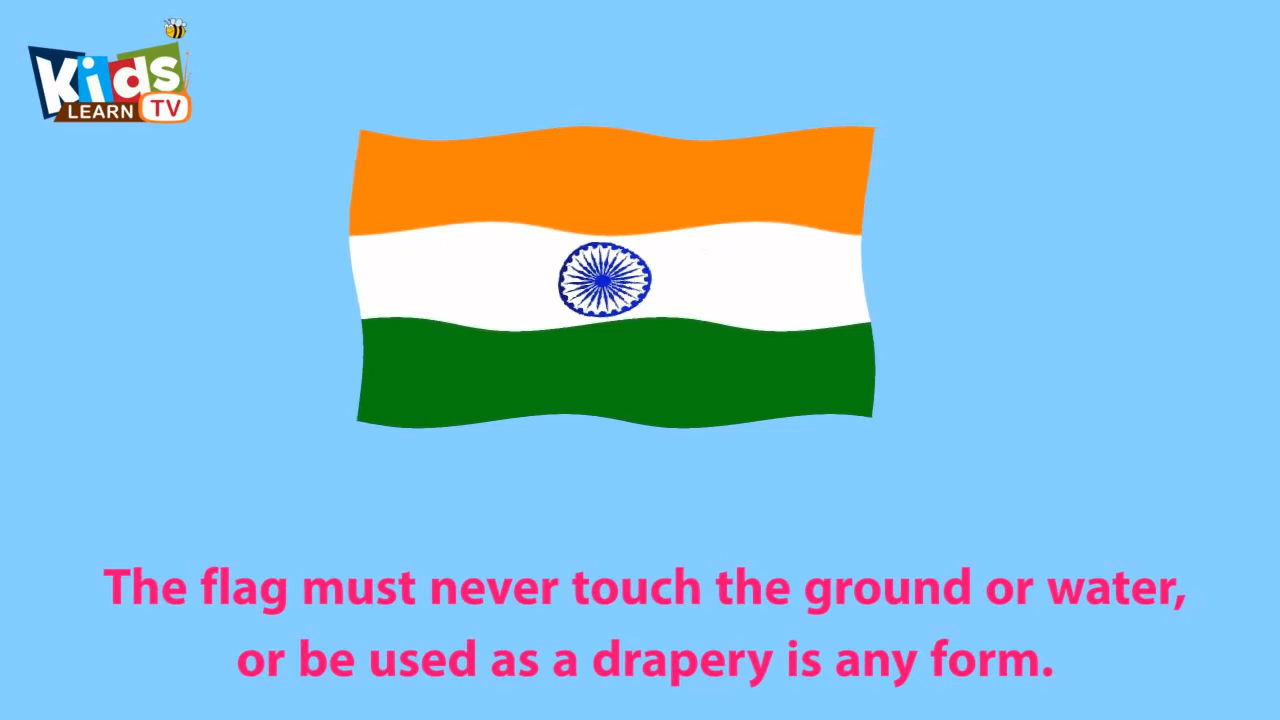 Kids
LEARN TV
The flag must never touch the ground or water,
or be used as a drapery is any form.